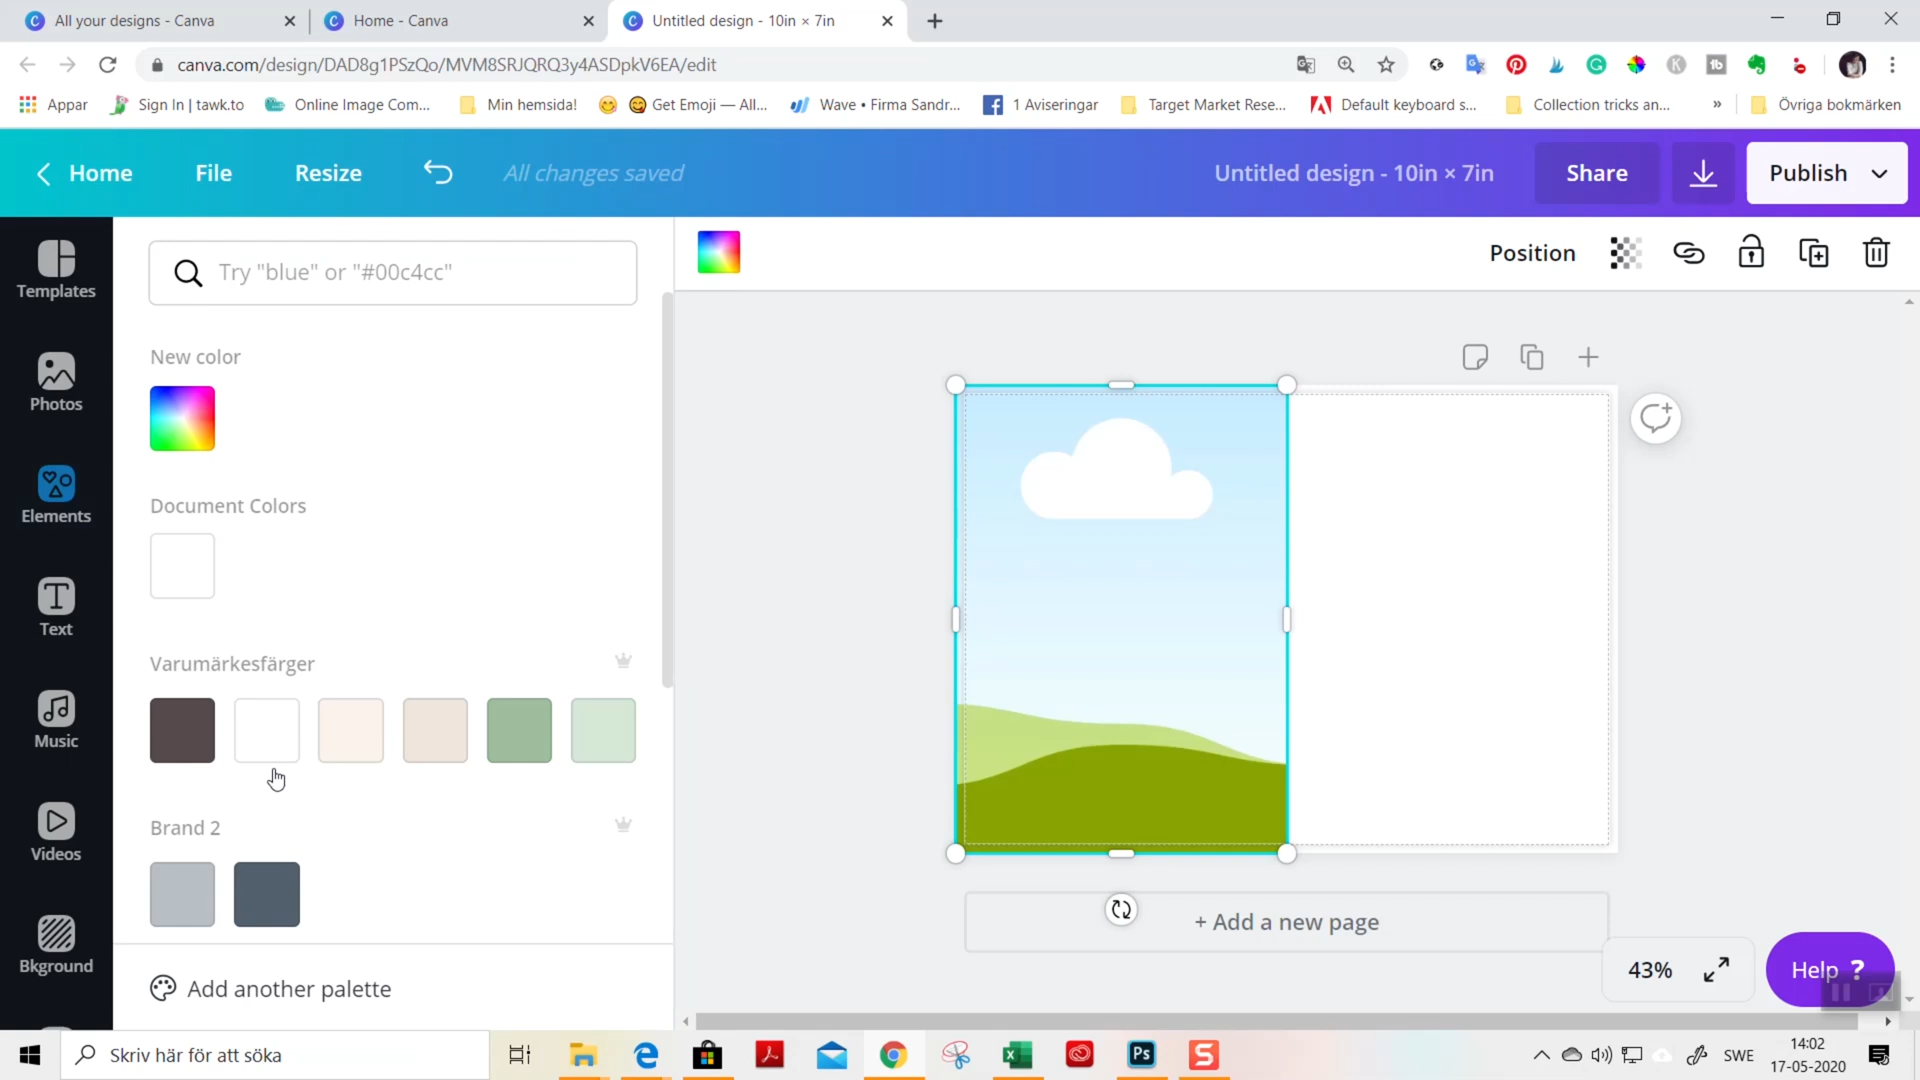 All your designs - Canva
Home - Canva
Untitled design - 10in × 7in
canva.com/design/DAD8g1PSzQo/MVM8SRJQRQ3y4ASDpkV6EA/edit
Appar
Sign In | tawk.to
Online Image Com...
Min hemsida!
Get Emoji — All...
Wave • Firma Sandr...
1 Aviseringar
Target Market Rese...
Default keyboard s...
Collection tricks an...
»
Övriga bokmärken
Home
File
Resize
All changes saved
Untitled design - 10in × 7in
Share
Publish
Templates
Photos
Elements
Text
Music
Videos
Bkground
Try "blue" or "#00c4cc"
New color
Document Colors
Varumärkesfärger
Brand 2
Add another palette
Position
+ Add a new page
43%
Help ?
Skriv här för att söka
SWE
14:02
17-05-2020